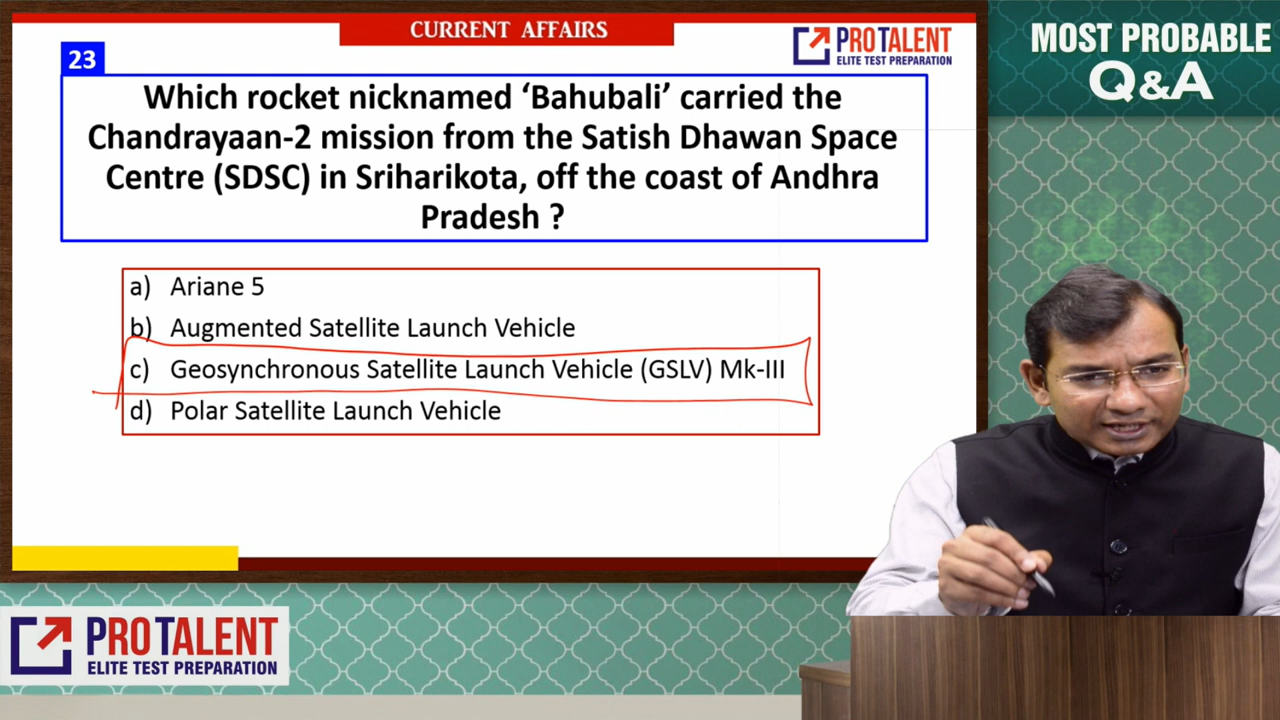 CURRENT AFFAIRS
PROTALENT
ELITE TEST PREPARATION
MOST PROBABLE
Q&A
23
Which rocket nicknamed ‘Bahubali’ carried the
Chandrayaan-2 mission from the Satish Dhawan Space
Centre (SDSC) in Sriharikota, off the coast of Andhra
Pradesh ?
a) Ariane 5
b) Augmented Satellite Launch Vehicle
c) Geosynchronous Satellite Launch Vehicle (GSLV) Mk-III
d) Polar Satellite Launch Vehicle
PROTALENT
ELITE TEST PREPARATION